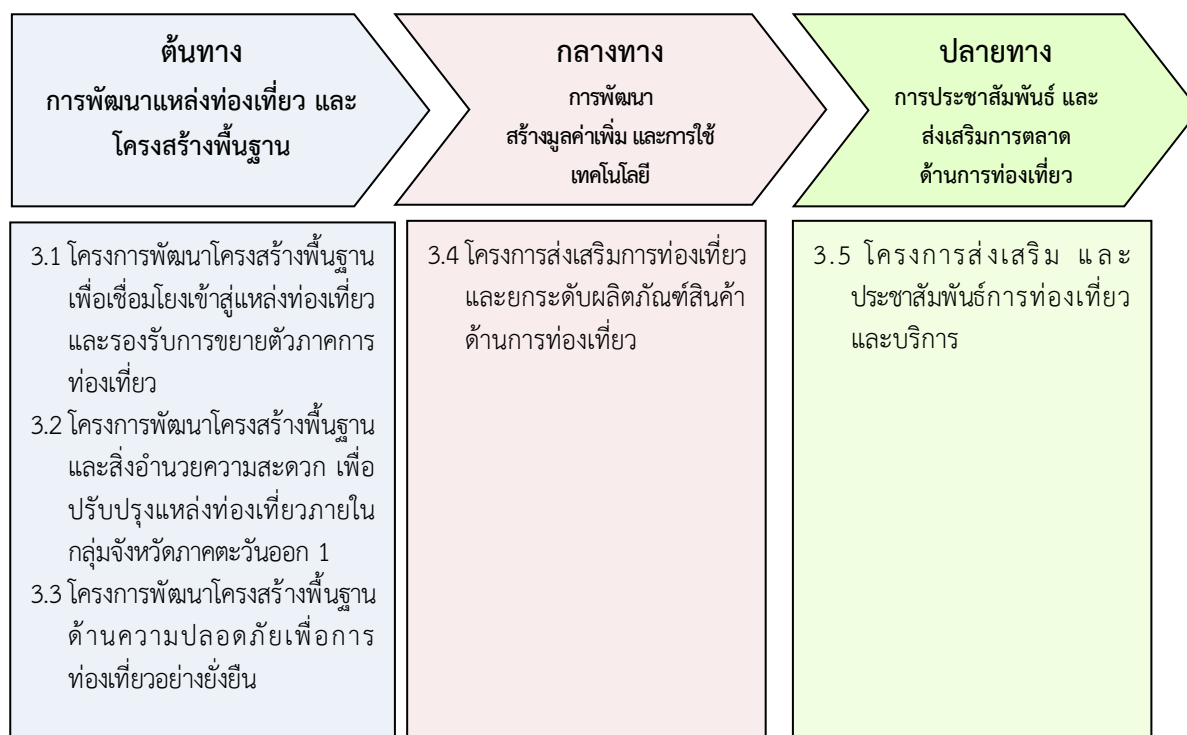 ต้นทาง
การพัฒนาแหล่งท่องเที่ยว และ
โครงสร้างพื้นฐาน
กลางทาง
การพัฒนา
สร้างมูลค่าเพิ่ม และการใช้
เทคโนโลยี
ปลายทาง
การประชาสัมพันธ์ และ
ส่งเสริมการตลาด
ด้านการท่องเที่ยว
3.1 โครงการพัฒนาโครงสร้างพื้นฐาน
เพื่อเชื่อมโยงเข้าสู่แหล่งท่องเที่ยว
และรองรับการขยายตัวภาคการ
ท่องเที่ยว
3.2 โครงการพัฒนาโครงสร้างพื้นฐาน
และสิ่งอำนวยความสะดวก เพื่อ
ปรับปรุงแหล่งท่องเที่ยวภายใน
กลุ่มจังหวัดภาคตะวันออก 1
3.3 โครงการพัฒนาโครงสร้างพื้นฐาน
ด้านความปลอดภัยเพื่อการ
ท่องเที่ยวอย่างยั่งยืน
3.4 โครงการส่งเสริมการท่องเที่ยว
และยกระดับผลิตภัณฑ์สินค้า
ด้านการท่องเที่ยว
3.5 โครงการส่งเสริม และ
ประชาสัมพันธ์การท่องเที่ยว
และบริการ